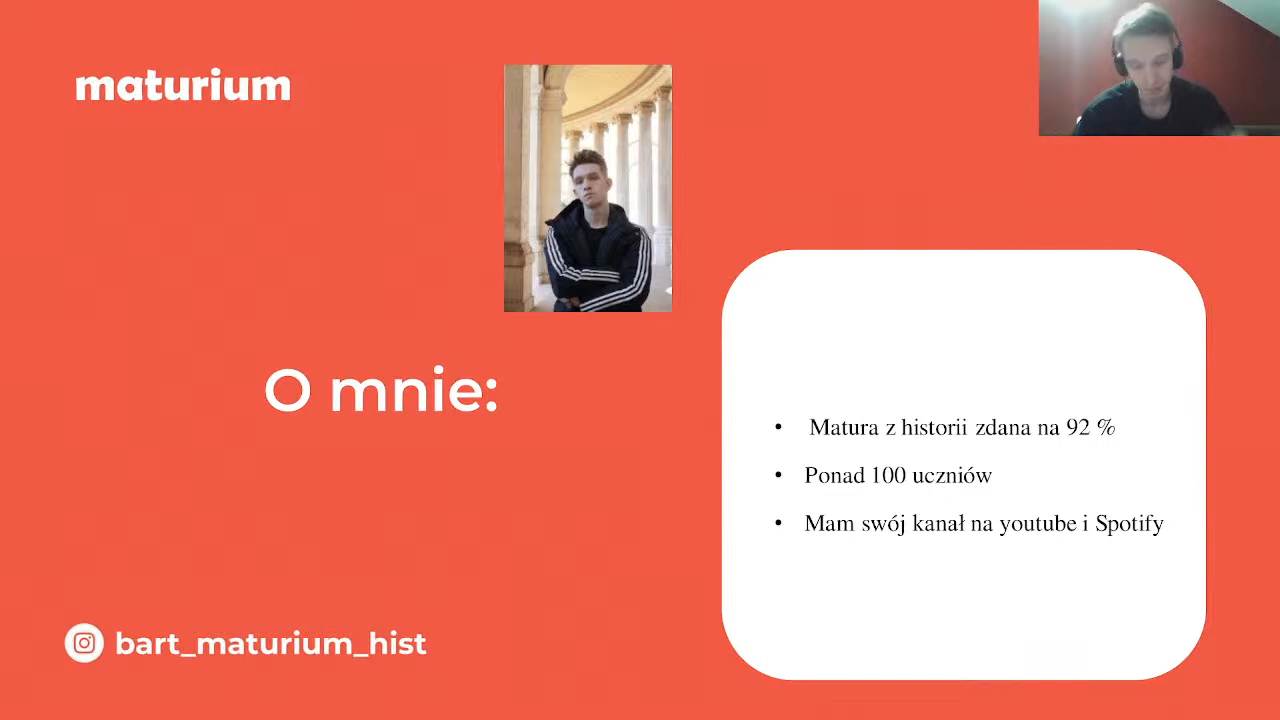 maturium
O mnie:
• Matura z historii zdana na 92 %
• Ponad 100 uczniów
• Mam swój kanał na youtube i Spotify
bart_maturium_hist